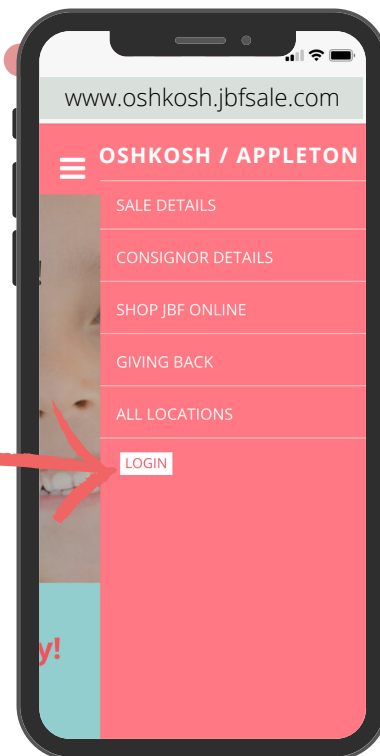 www.oshkosh.jbfsale.com
OSHKOSH / APPLETON
SALE DETAILS
CONSIGNOR DETAILS
SHOP JBF ONLINE
GIVING BACK
ALL LOCATIONS
LOGIN
y!